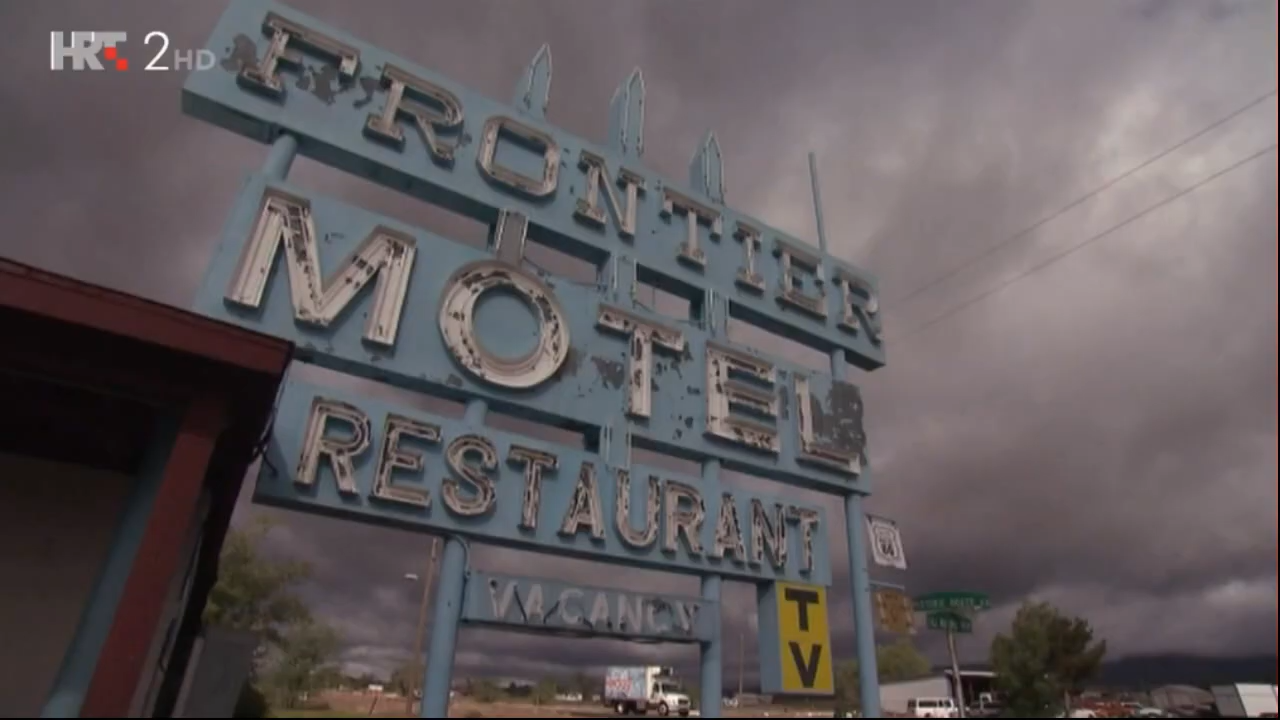 HRT 2HD
FRONTIER
MOTEL
RESTAURANT
VACANCY
TV
66